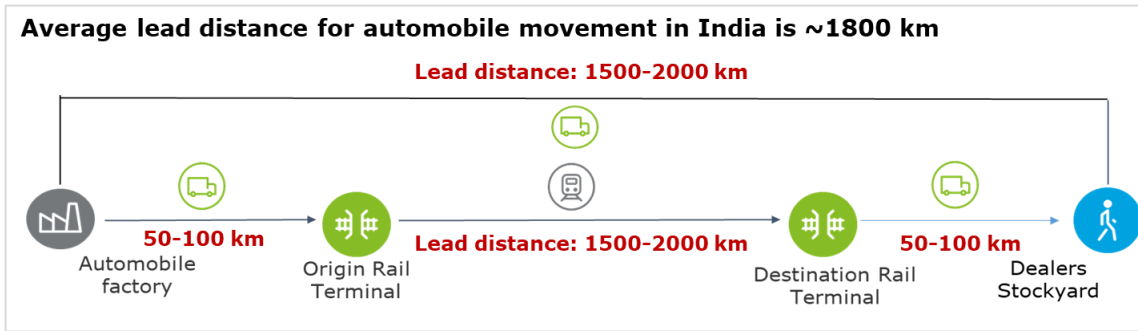 Average lead distance for automobile movement in India is ~1800 km
Lead distance: 1500-2000 km
50-100 km
Lead distance: 1500-2000 km
50-100 km
Automobile
factory
Origin Rail
Terminal
Destination Rail
Terminal
Dealers
Stockyard